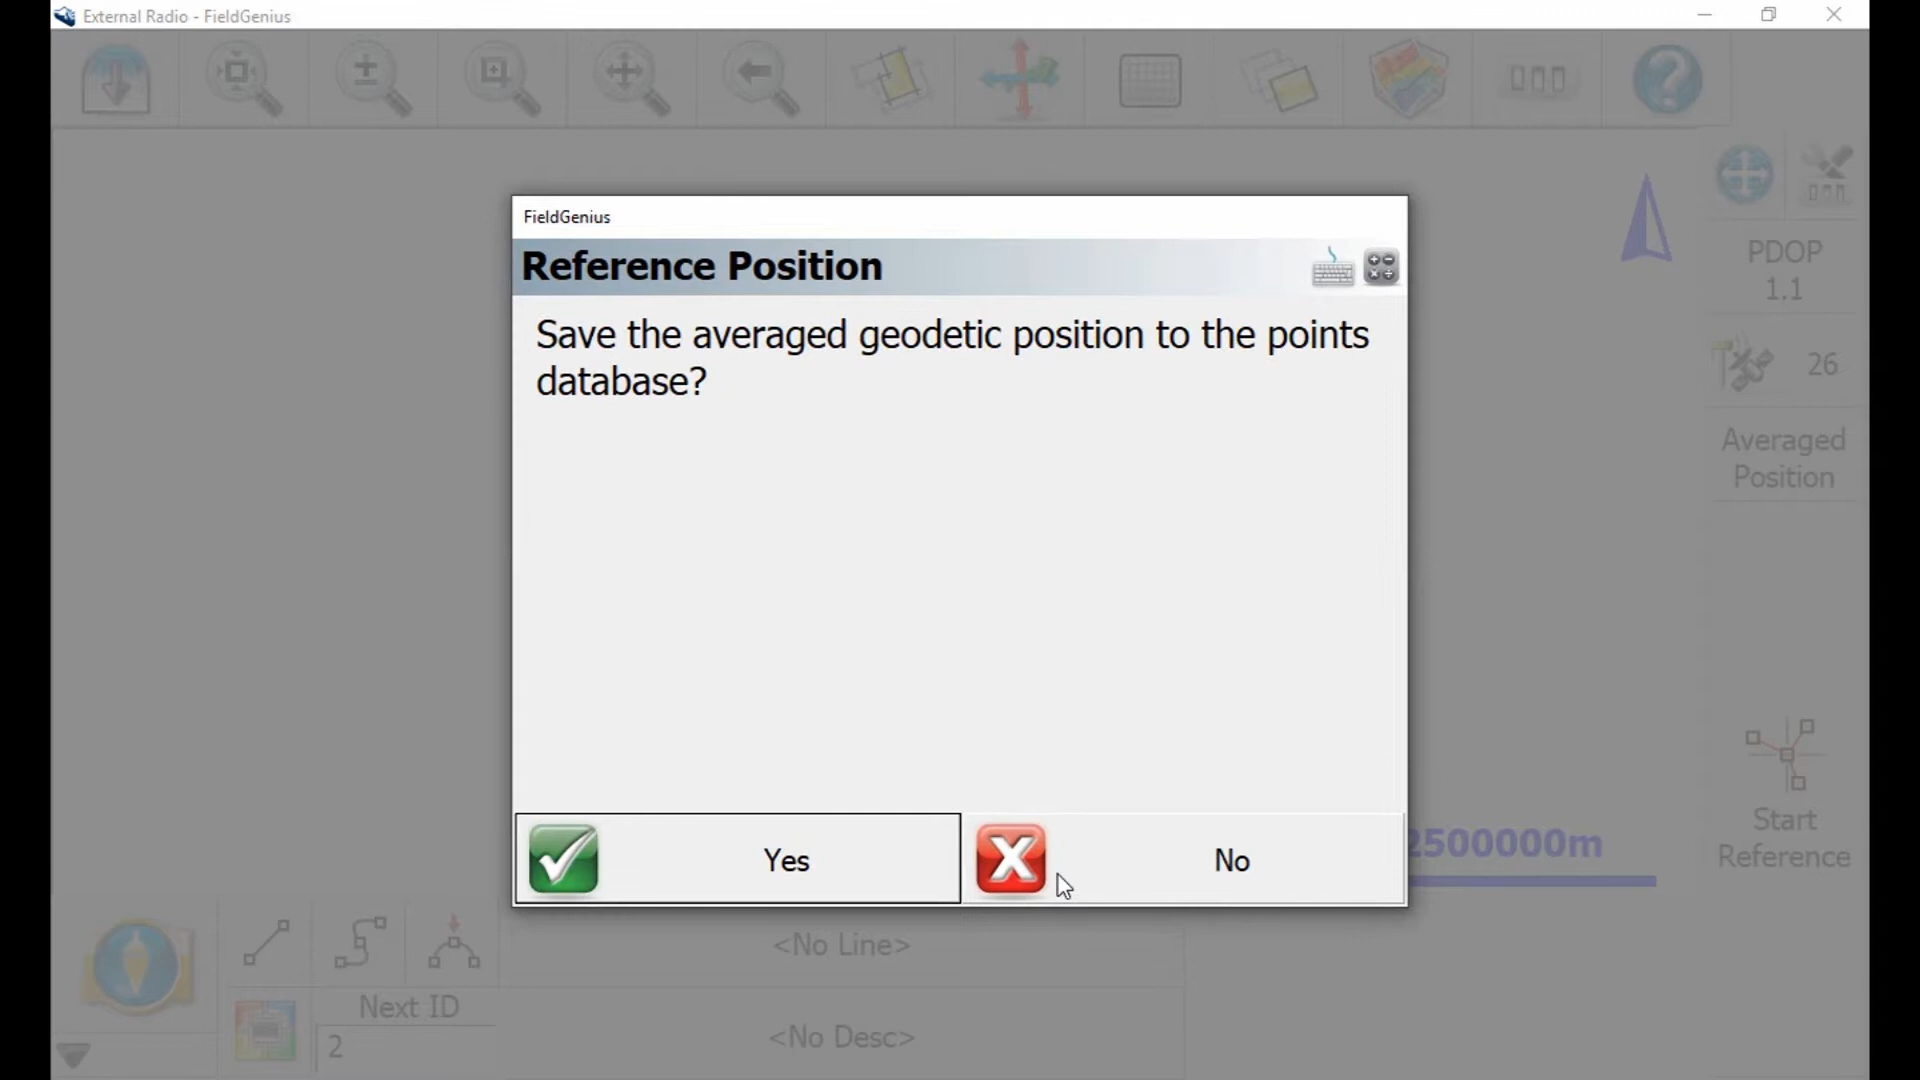 External Radio - FieldGenius
FieldGenius
Reference Position
Save the averaged geodetic position to the points
database?
Yes
No
PDOP
1.1
26
Averaged
Position
Start
Reference
2500000m
<No Line>
Next ID
2
<No Desc>